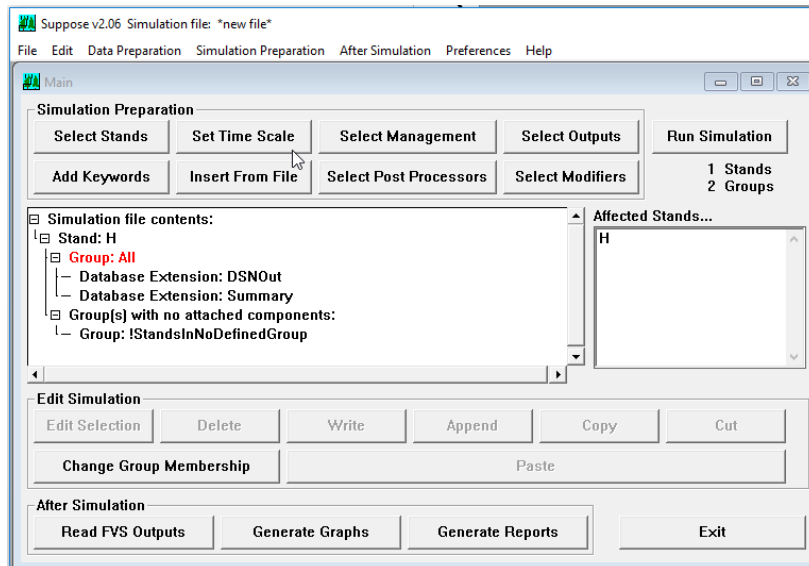 Suppose v2.06 Simulation file: *new file*
File Edit Data Preparation Simulation Preparation After Simulation Preferences Help
Main
Simulation Preparation
Select Stands Set Time Scale Select Management Select Outputs Run Simulation
Add Keywords Insert From File Select Post Processors Select Modifiers
1 Stands
2 Groups
Simulation file contents:
Stand: H
Group: All
Database Extension: DSNOut
Database Extension: Summary
Group(s) with no attached components:
Group: !StandsInNoDefinedGroup
Affected Stands...
H
Edit Simulation
Edit Selection Delete Write Append Copy Cut
Change Group Membership Paste
After Simulation
Read FVS Outputs Generate Graphs Generate Reports Exit